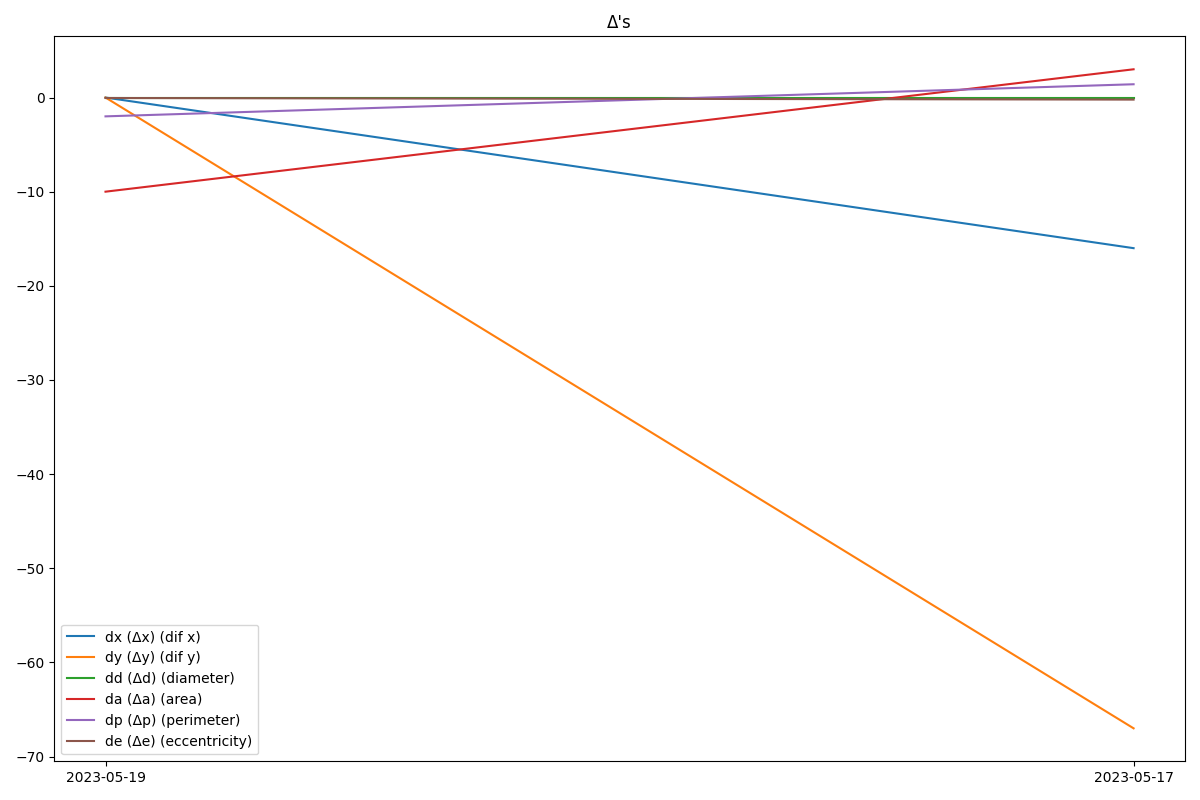 Δ's
0
−10
−20
−30
−40
−50
−60
−70
dx (Δx) (dif x)
dy (Δy) (dif y)
dd (Δd) (diameter)
da (Δa) (area)
dp (Δp) (perimeter)
de (Δe) (eccentricity)
2023-05-19 2023-05-17